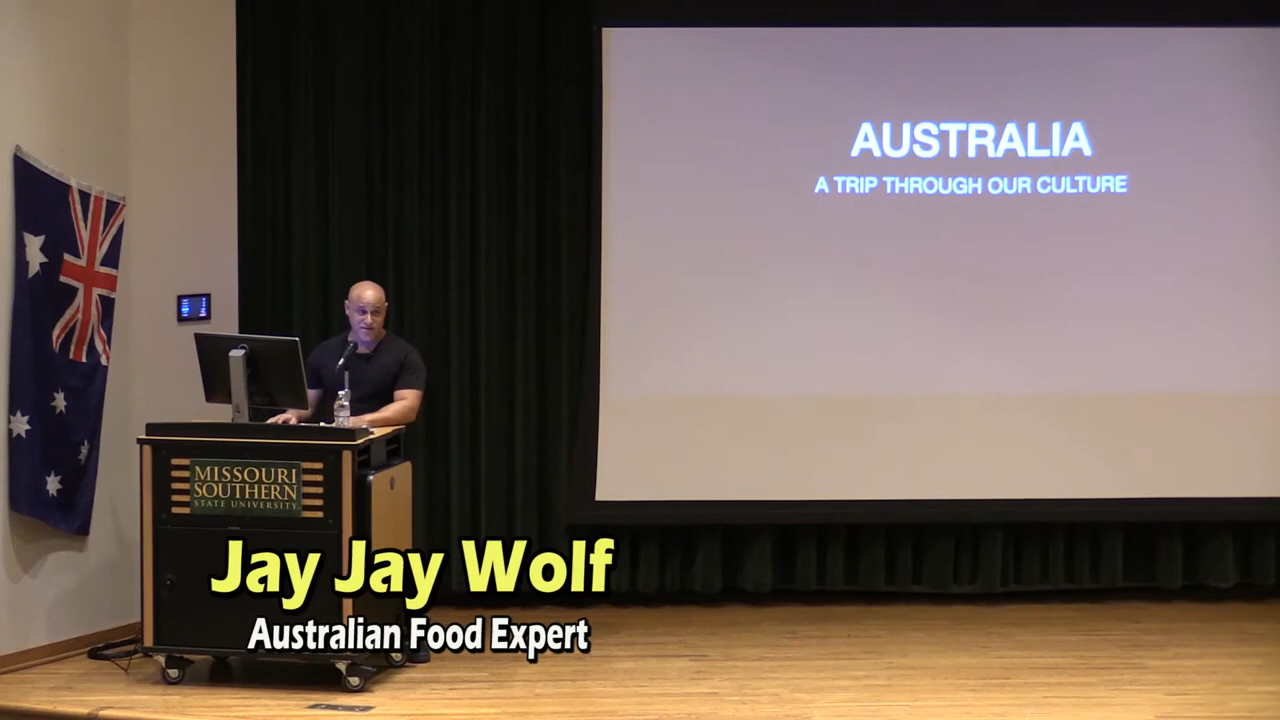 AUSTRALIA
A TRIP THROUGH OUR CULTURE
MISSOURI
SOUTHERN
STATE UNIVERSITY
Jay Jay Wolf
Australian Food Expert